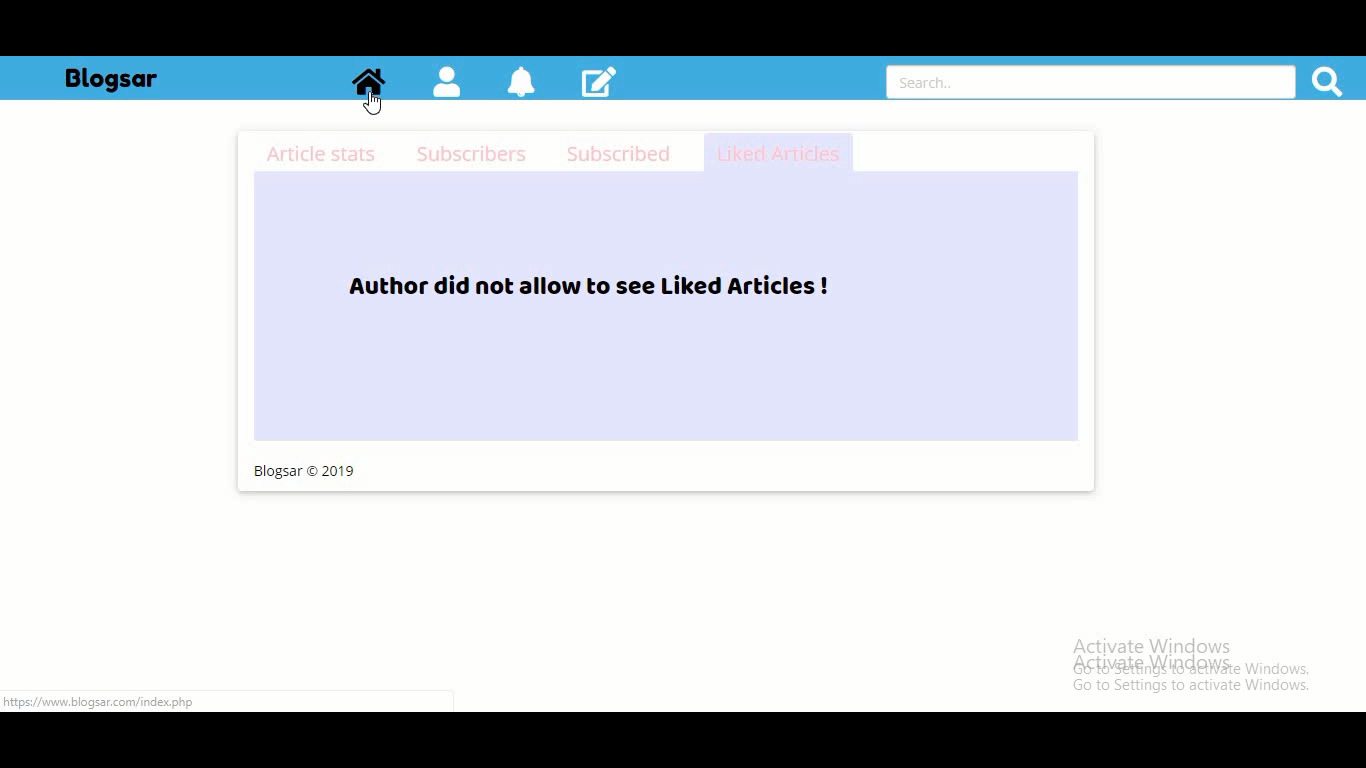 Blogsar
Search..
Article stats
Subscribers
Subscribed
Liked Articles
Author did not allow to see Liked Articles !
Blogsar © 2019
Activate Windows
Activate Windows
Go to Settings to activate Windows.
Go to Settings to activate Windows.
https://www.blogsar.com/index.php